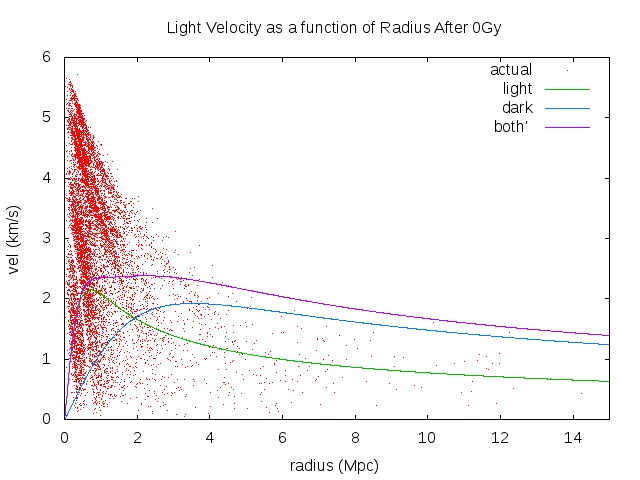 Light Velocity as a function of Radius After 0Gy
6
5
4
3
2
1
0
vel (km/s)
actual
light
dark
both'
0 2 4 6 8 10 12 14
radius (Mpc)